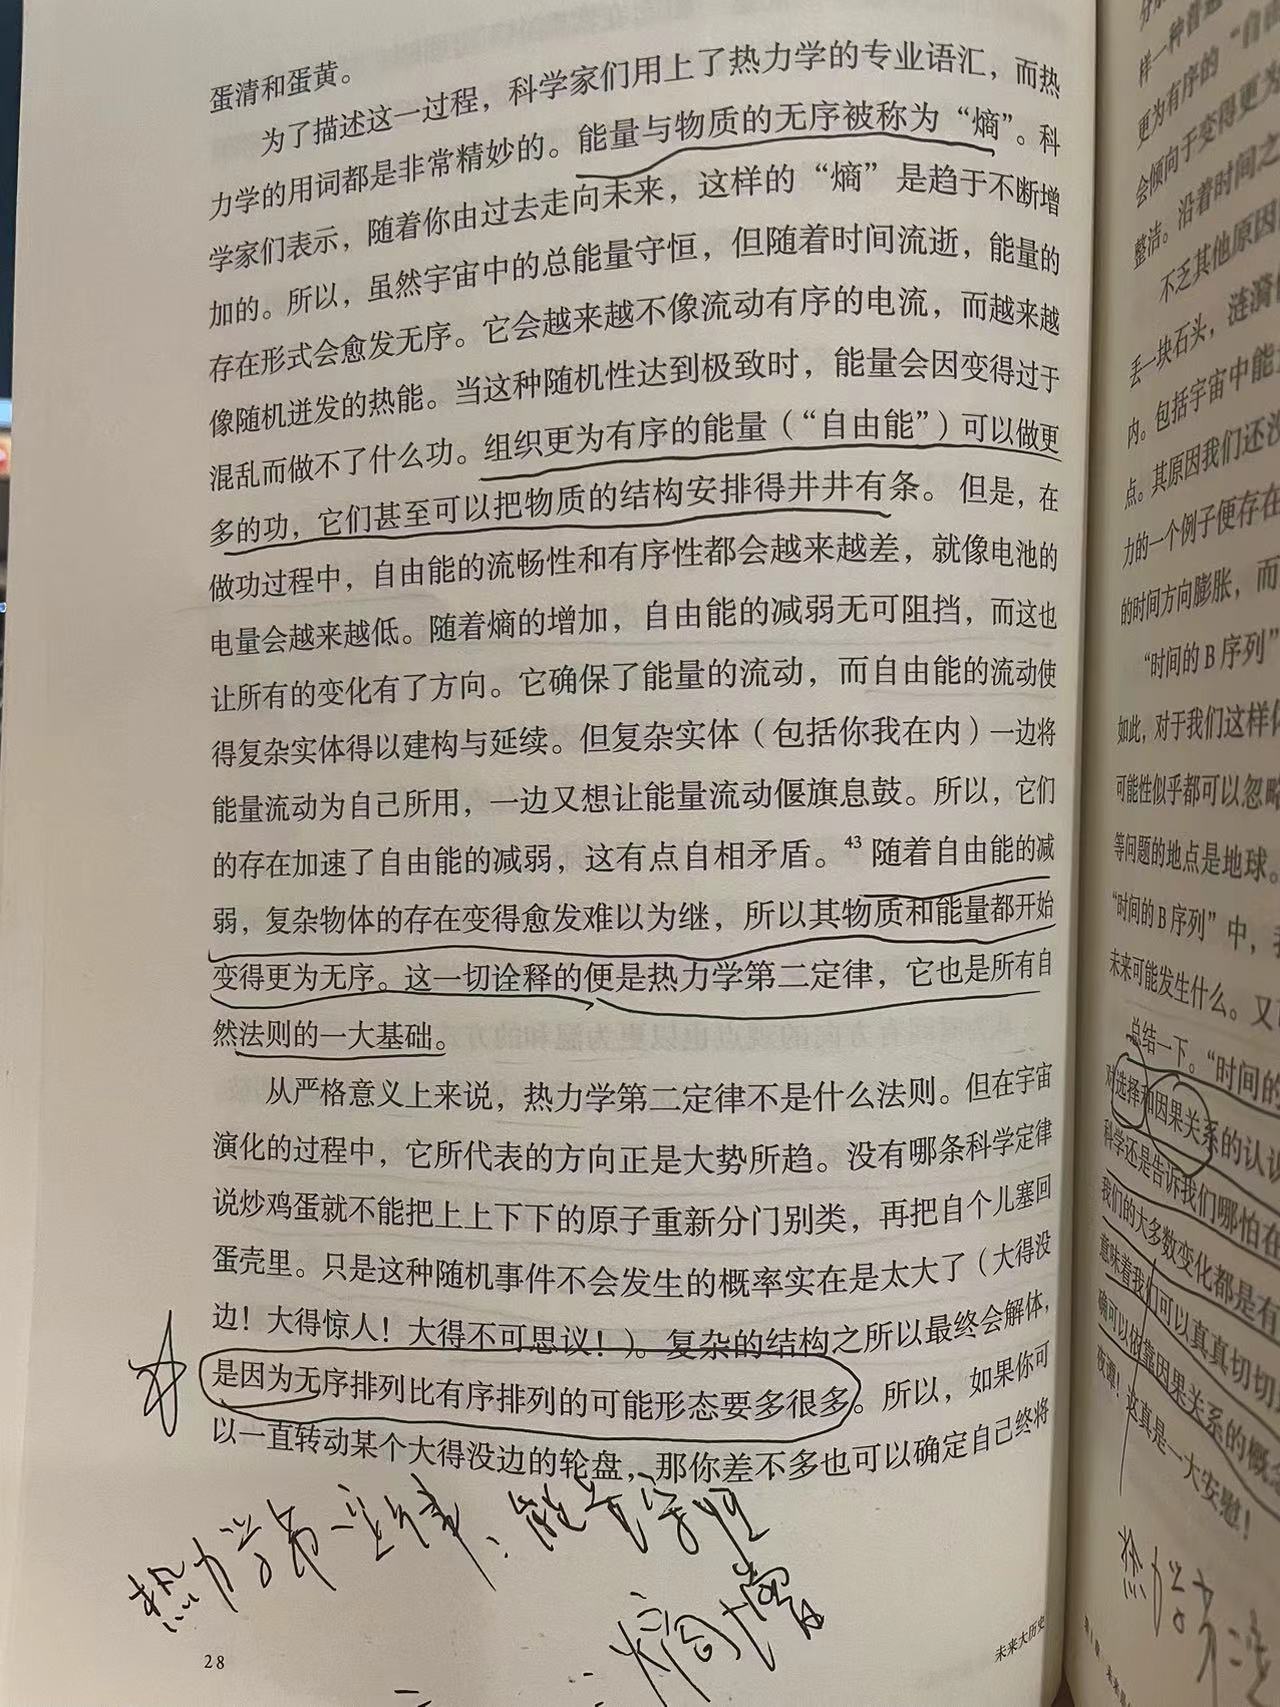 蛋清和蛋黄。
为了描述这一过程，科学家们用上了热力学的专业语汇，而热
力学的用词都是非常精妙的。能量与物质的无序被称为“熵”。科
学家们表示，随着你由过去走向未来，这样的“熵”是趋于不断增
加的。所以，虽然宇宙中的总能量守恒，但随着时间流逝，能量的
存在形式会愈发无序。它会越来越不像流动有序的电流，而越来越
像随机迸发的热能。当这种随机性达到极致时，能量会因变得过于
混乱而做不了什么功。组织更为有序的能量（“自由能”）可以做更
多的功，它们甚至可以把物质的结构安排得井井有条。但是，在
做功过程中，自由能的流畅性和有序性都会越来越差，就像电池的
电量会越来越低。随着熵的增加，自由能的减弱无可阻挡，而这也
让所有的变化有了方向。它确保了能量的流动，而自由能的流动使
得复杂实体得以建构与延续。但复杂实体（包括你我在内）一边将
能量流动为自己所用，一边又想让能量流动偃旗息鼓。所以，它们
的存在加速了自由能的减弱，这有点自相矛盾。43 随着自由能的减
弱，复杂物体的存在变得愈发难以为继，所以其物质和能量都开始
变得更为无序。这一切诠释的便是热力学第二定律，它也是所有自
然法则的一大基础。
从严格意义上来说，热力学第二定律不是什么法则。但在宇宙
演化的过程中，它所代表的方向正是大势所趋。没有哪条科学定律
说炒鸡蛋就不能把上上下下的原子重新分门别类，再把自个儿塞回
蛋壳里。只是这种随机事件不会发生的概率实在是太大了（大得没
边！大得惊人！大得不可思议！）。复杂的结构之所以最终会解体，
是因为无序排列比有序排列的可能形态要多很多。所以，如果你可
以一直转动某个大得没边的轮盘，那你差不多也可以确定自己终将
热力学第一定律：能量守恒
二：熵增
28
未来大历史
样一种普遍
更为有序的“自由
会倾向于变得更为
整洁。沿着时间之
不乏其他原因
丢一块石头，涟漪
内。包括宇宙中能
点。其原因我们还没
力的一个例子便存在
的时间方向膨胀，而
“时间的B序列”
如此，对于我们这样
可能性似乎都可以忽略
等问题的地点是地球。
“时间的B序列”中，
未来可能发生什么。又
总结一下。“时间的
对选择和因果关系的认识
科学还是告诉我们哪怕在
我们的大多数变化都是有
意味着我们可以真真切切
确可以依靠因果关系的概念
夜谭！这真是一大安慰！
热力学第二定